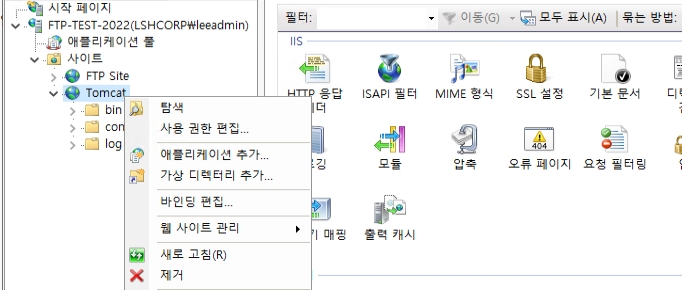 시작 페이지
FTP-TEST-2022(LSHCORP\leeadmin)
애플리케이션 풀
사이트
FTP Site
Tomcat
bin
con
log
탐색
사용 권한 편집...
애플리케이션 추가...
가상 디렉터리 추가...
바인딩 편집...
웹 사이트 관리
새로 고침(R)
제거
필터:
이동(G)
모두 표시(A)
묶는 방법:
IIS
HTTP 응답
헤더
ISAPI 필터
MIME 형식
SSL 설정
기본 문서
로깅
모듈
압축
오류 페이지
404
요청 필터링
기 매핑
출력 캐시